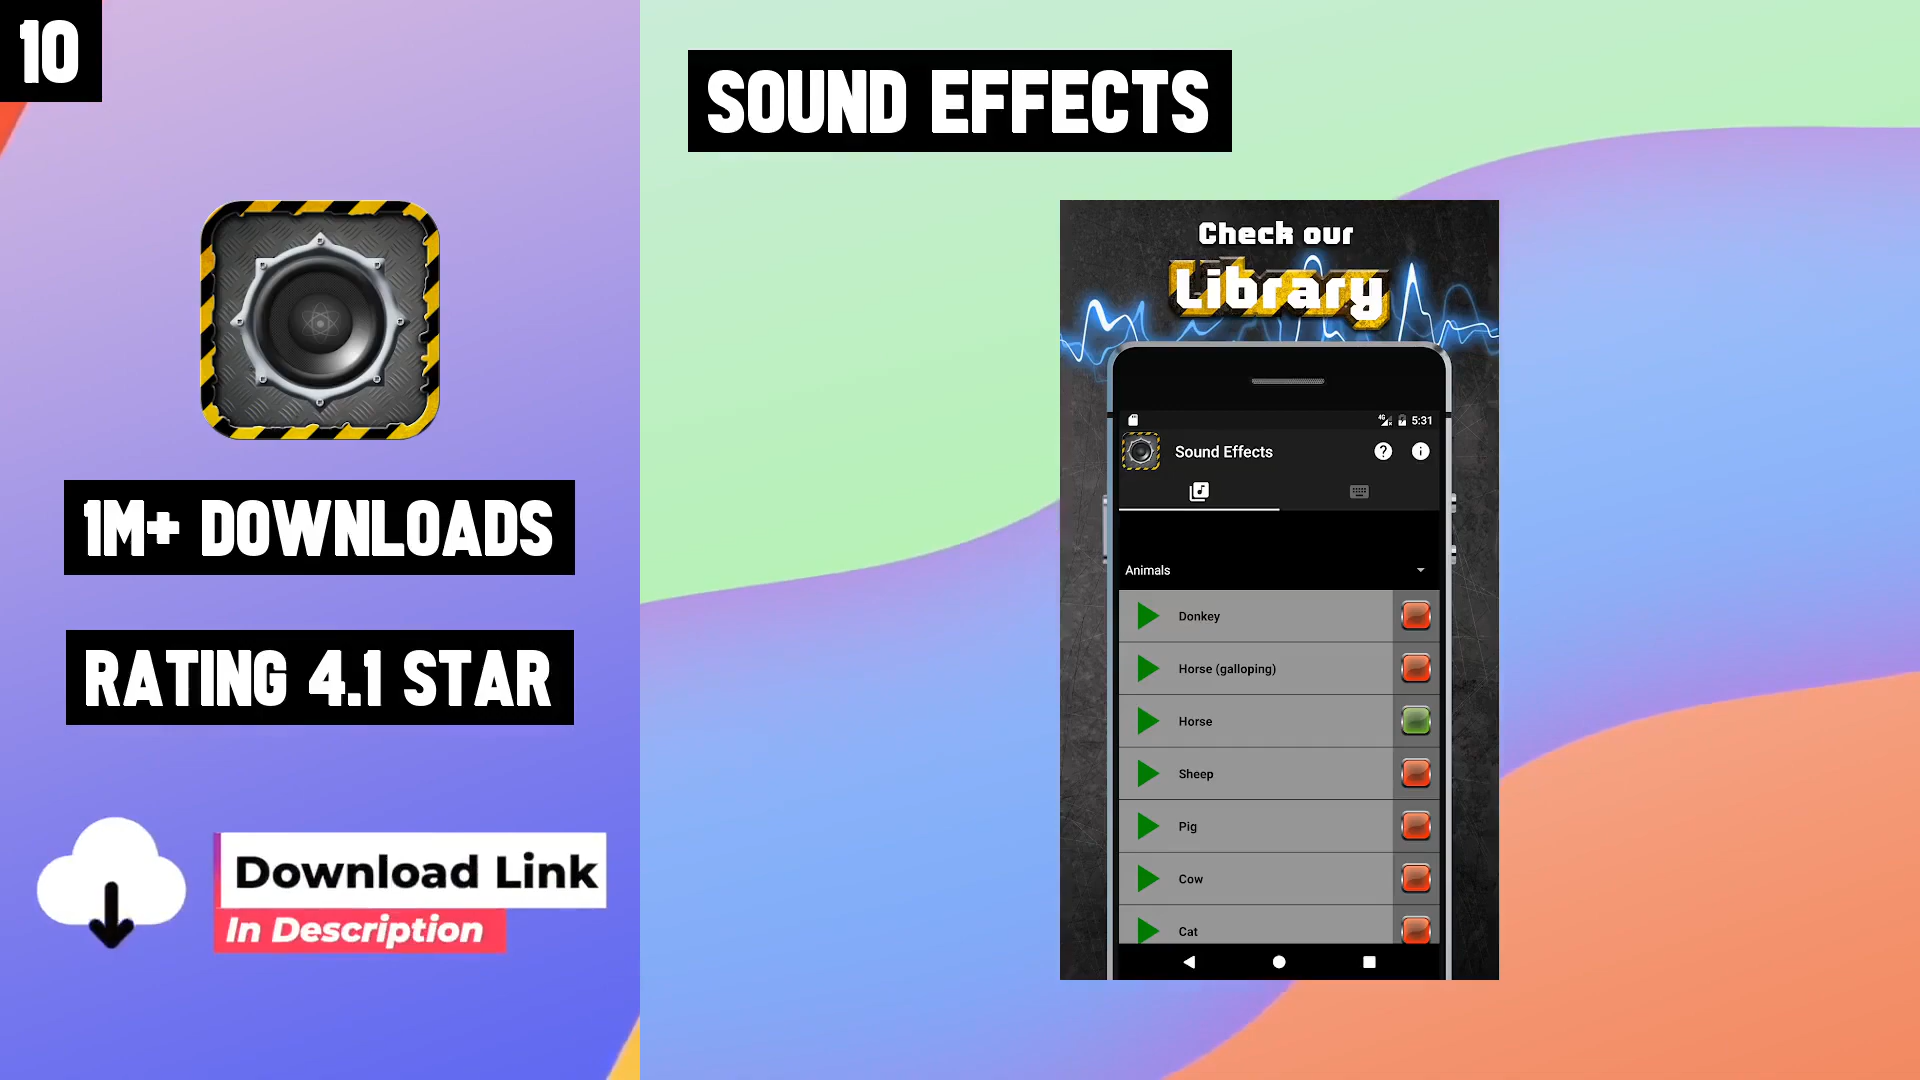 10
SOUND EFFECTS
1M+ DOWNLOADS
RATING 4.1 STAR
Download Link
In Description
Check our
Library
4G 5:31
Sound Effects
Animals
Donkey
Horse (galloping)
Horse
Sheep
Pig
Cow
Cat